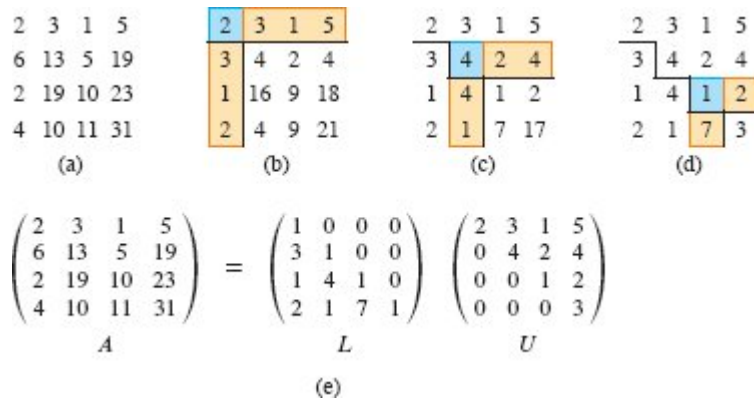 2 3 1 5 2 3 1 5 2 3 1 5 2 3 1 5
6 13 5 19 3 4 2 4 3 4 2 4 3 4 2 4
2 19 10 23 1 16 9 18 1 4 1 2 1 4 1 2
4 10 11 31 2 4 9 21 2 1 7 17 2 1 7 3
(a) (b) (c) (d)
2 3 1 5 1 0 0 0 2 3 1 5
6 13 5 19 3 1 0 0 0 4 2 4
=
2 19 10 23 1 4 1 0 0 0 1 2
4 10 11 31 2 1 7 1 0 0 0 3
A L U
(e)